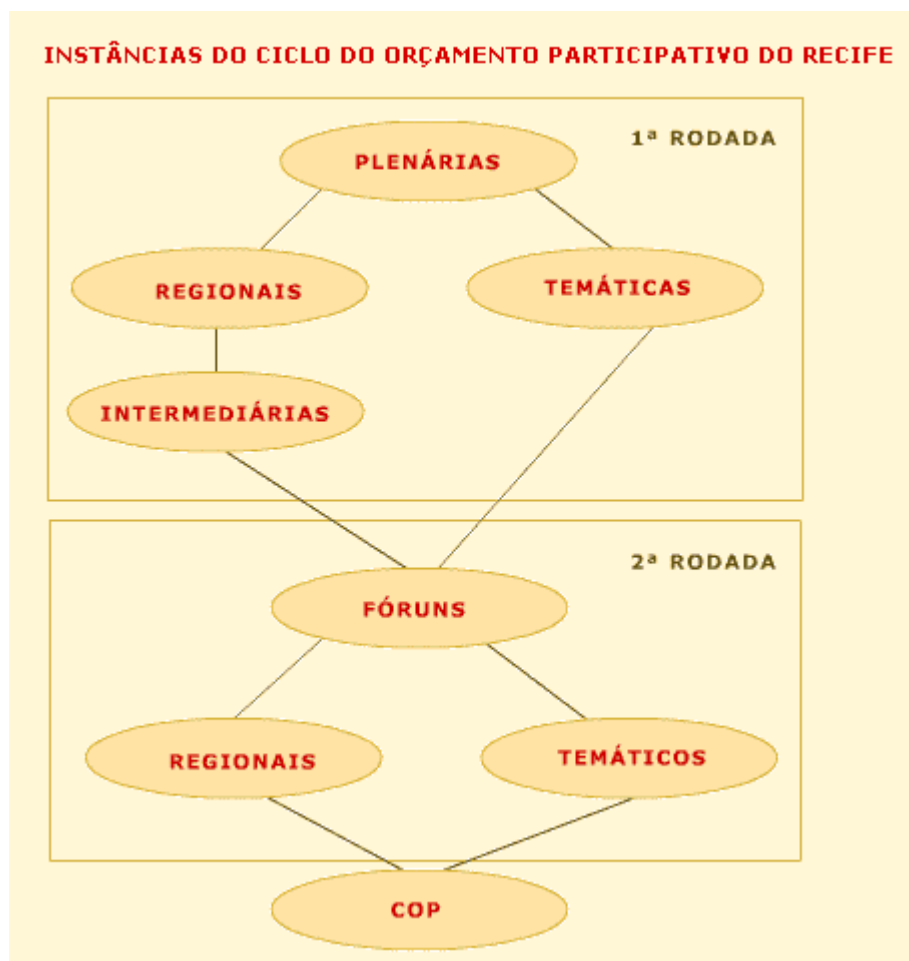 INSTÂNCIAS DO CICLO DO ORÇAMENTO PARTICIPATIVO DO RECIFE
1ª RODADA
PLENÁRIAS
REGIONAIS
TEMÁTICAS
INTERMEDIÁRIAS
2ª RODADA
FÓRUNS
REGIONAIS
TEMÁTICOS
COP